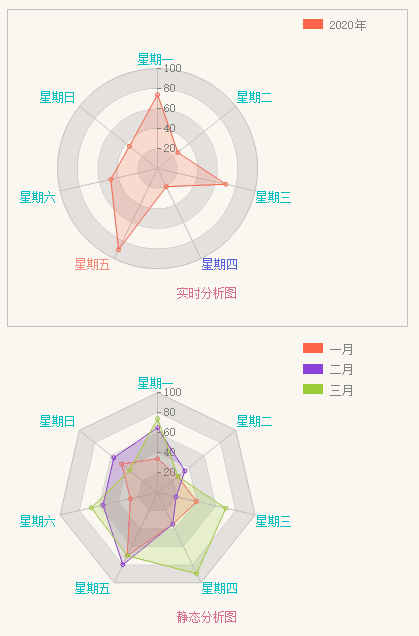 2020年
星期一
100
80
60
40
20
星期日
星期二
星期六
星期三
星期五
星期四
实时分析图
一月
二月
三月
星期一
100
80
60
40
20
星期日
星期二
星期六
星期三
星期五
星期四
静态分析图